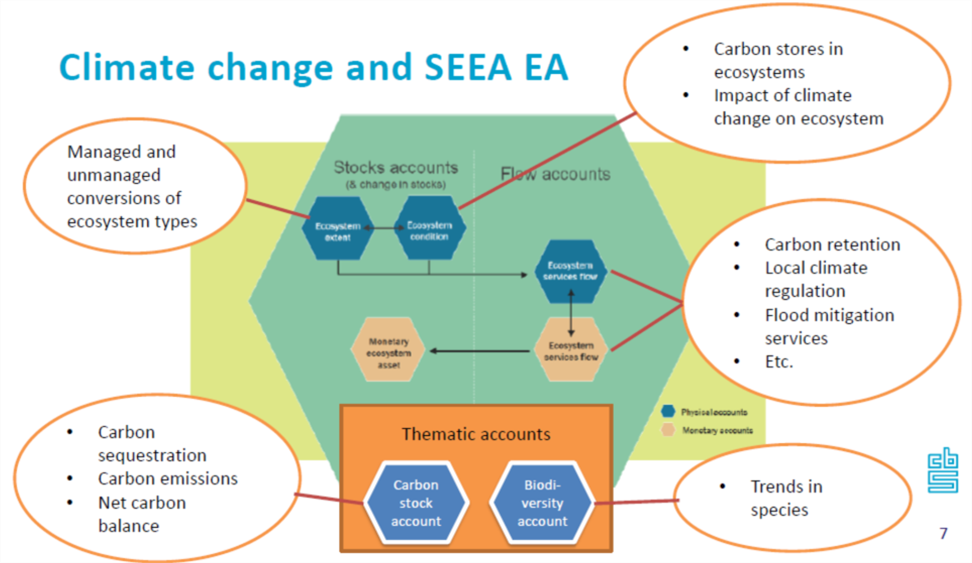 Climate change and SEEA EA
• Carbon stores in
ecosystems
• Impact of climate
change on ecosystem
Managed and
unmanaged
conversions of
ecosystem types
Stocks accounts
(& change in stocks)
Flow accounts
Ecosystem
extent
Ecosystem
condition
Ecosystem
services flow
• Carbon retention
• Local climate
regulation
• Flood mitigation
services
• Etc.
Monetary
ecosystem
asset
Ecosystem
services flow
Physical accounts
Monetary accounts
• Carbon
sequestration
• Carbon emissions
• Net carbon
balance
Thematic accounts
Carbon
stock
account
Biodi-
versity
account
• Trends in
species
cbs
7